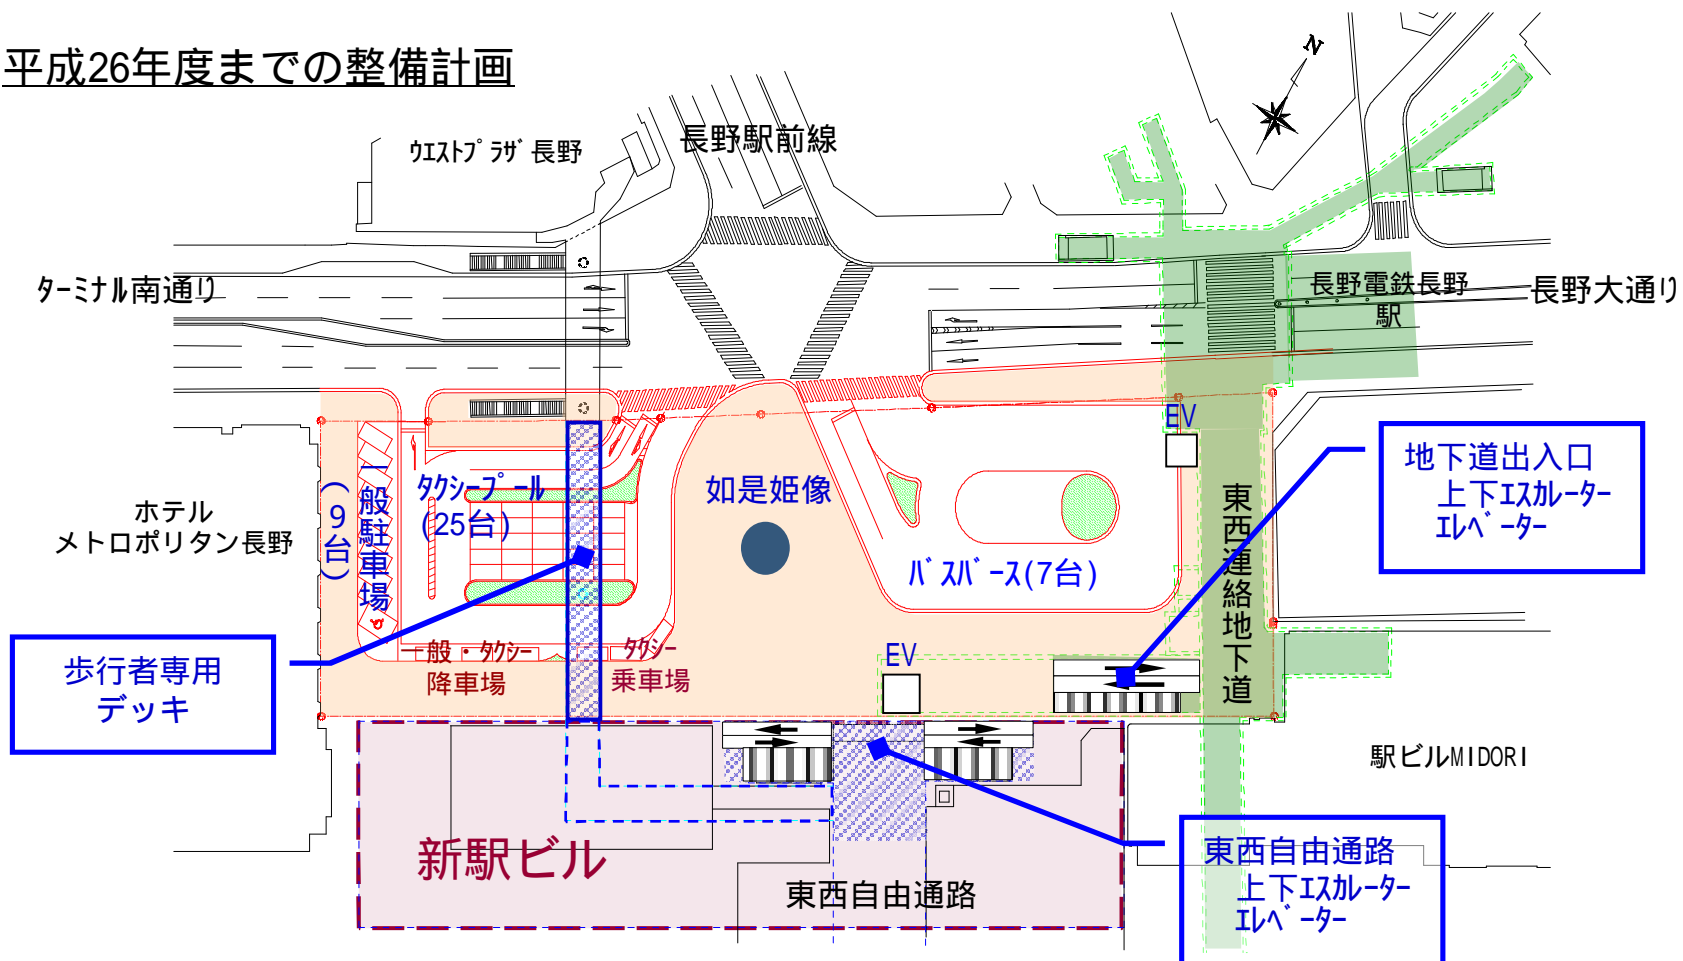 平成26年度までの整備計画
N
ウエストプラザ長野
長野駅前線
ターミナル南通り
長野電鉄長野
駅
長野大通り
EV
地下道出入口
上下エスカレーター
エレベーター
ホテル
メトロポリタン長野
一般駐車場
(9台)
タクシープール
(25台)
如是姫像
バスバース(7台)
東西連絡地下道
歩行者専用
デッキ
一般・タクシー
降車場
タクシー
乗車場
EV
駅ビルMIDORI
新駅ビル
東西自由通路
東西自由通路
上下エスカレーター
エレベーター